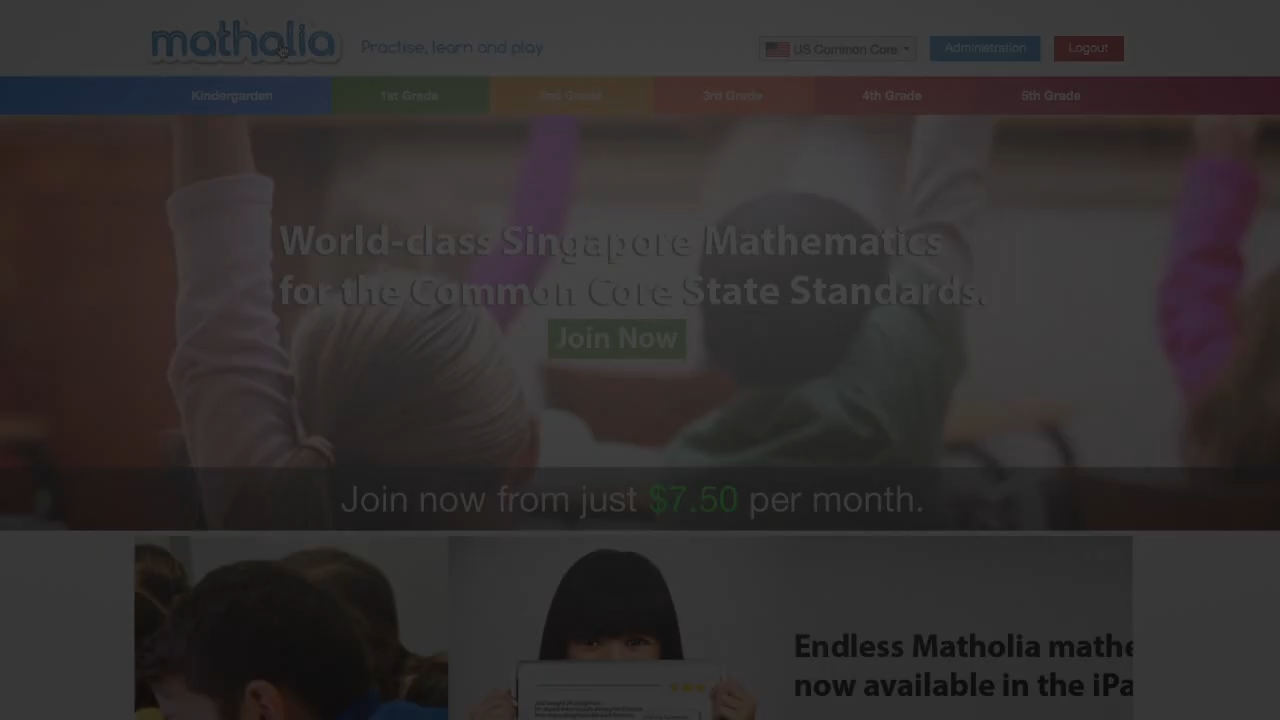 matholia
Practise, learn and play
US Common Core
Administration
Logout
Kindergarden
1st Grade
2nd Grade
3rd Grade
4th Grade
5th Grade
World-class Singapore Mathematics
for the Common Core State Standards.
Join Now
Join now from just $7.50 per month.
Endless Matholia mathe
now available in the iPa